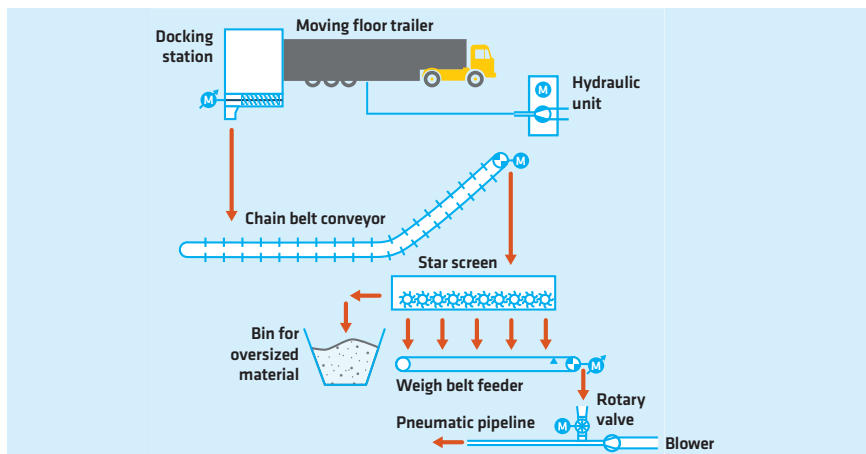 Docking
station
Moving floor trailer
M
M
Hydraulic
unit
M
Chain belt conveyor
Star screen
Bin for
oversized
material
M
Weigh belt feeder
Rotary
valve
M
Pneumatic pipeline
Blower